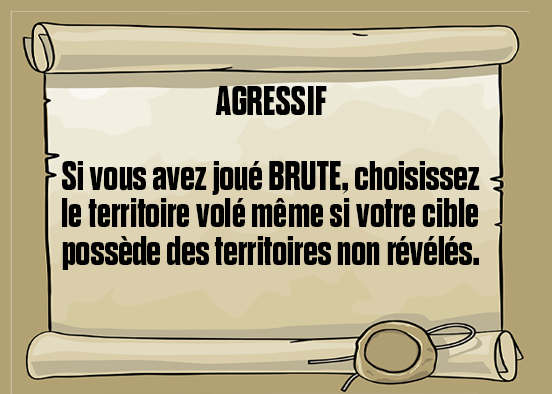 AGRESSIF
Si vous avez joué BRUTE, choisissez
le territoire volé même si votre cible
possède des territoires non révélés.